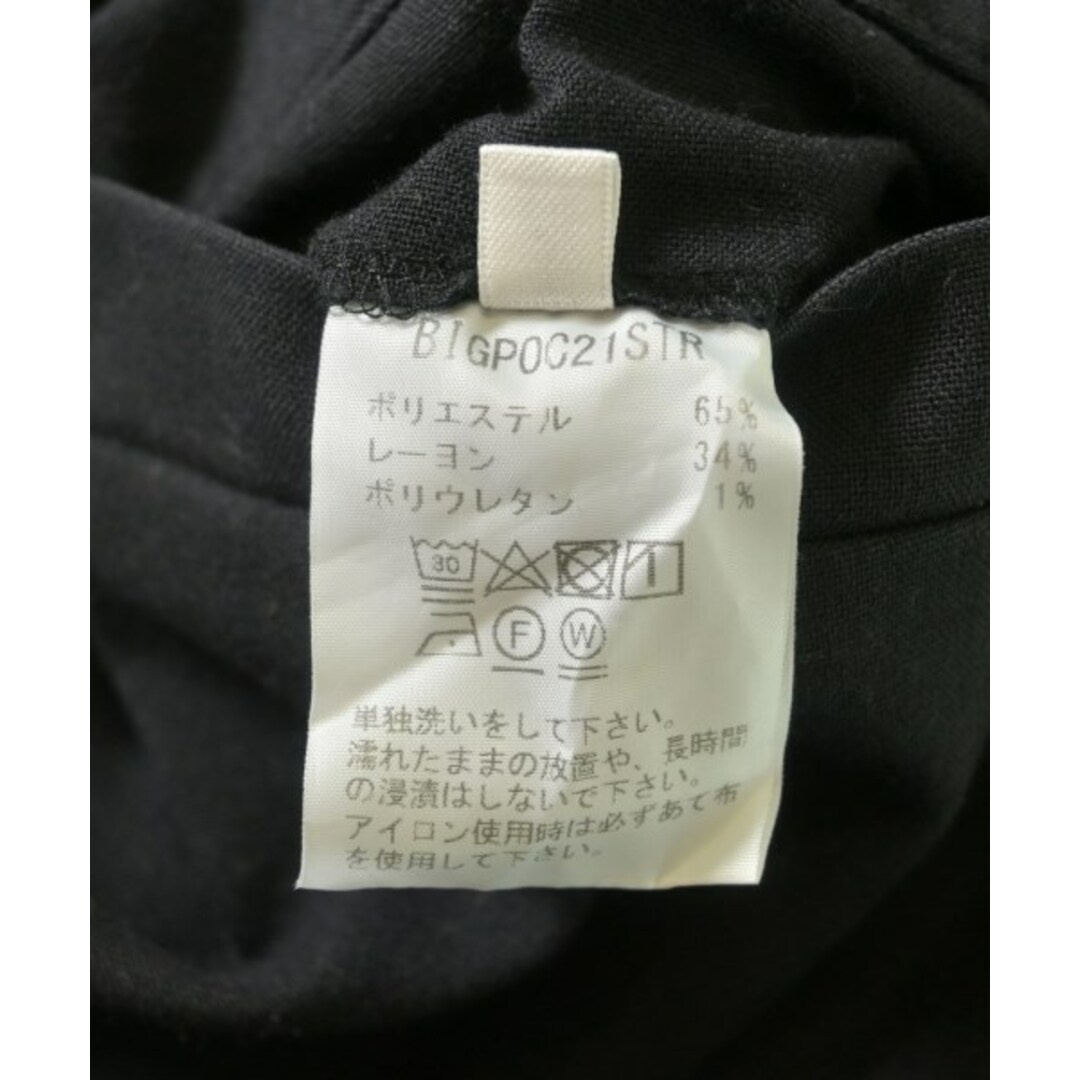 BIGPOC21STR
ポリエステル 65%
レーヨン 34%
ポリウレタン 1%
30
F W
単独洗いをして下さい。
濡れたままの放置や、長時間
の浸漬はしないで下さい。
アイロン使用時は必ずあて布
を使用して下さい。